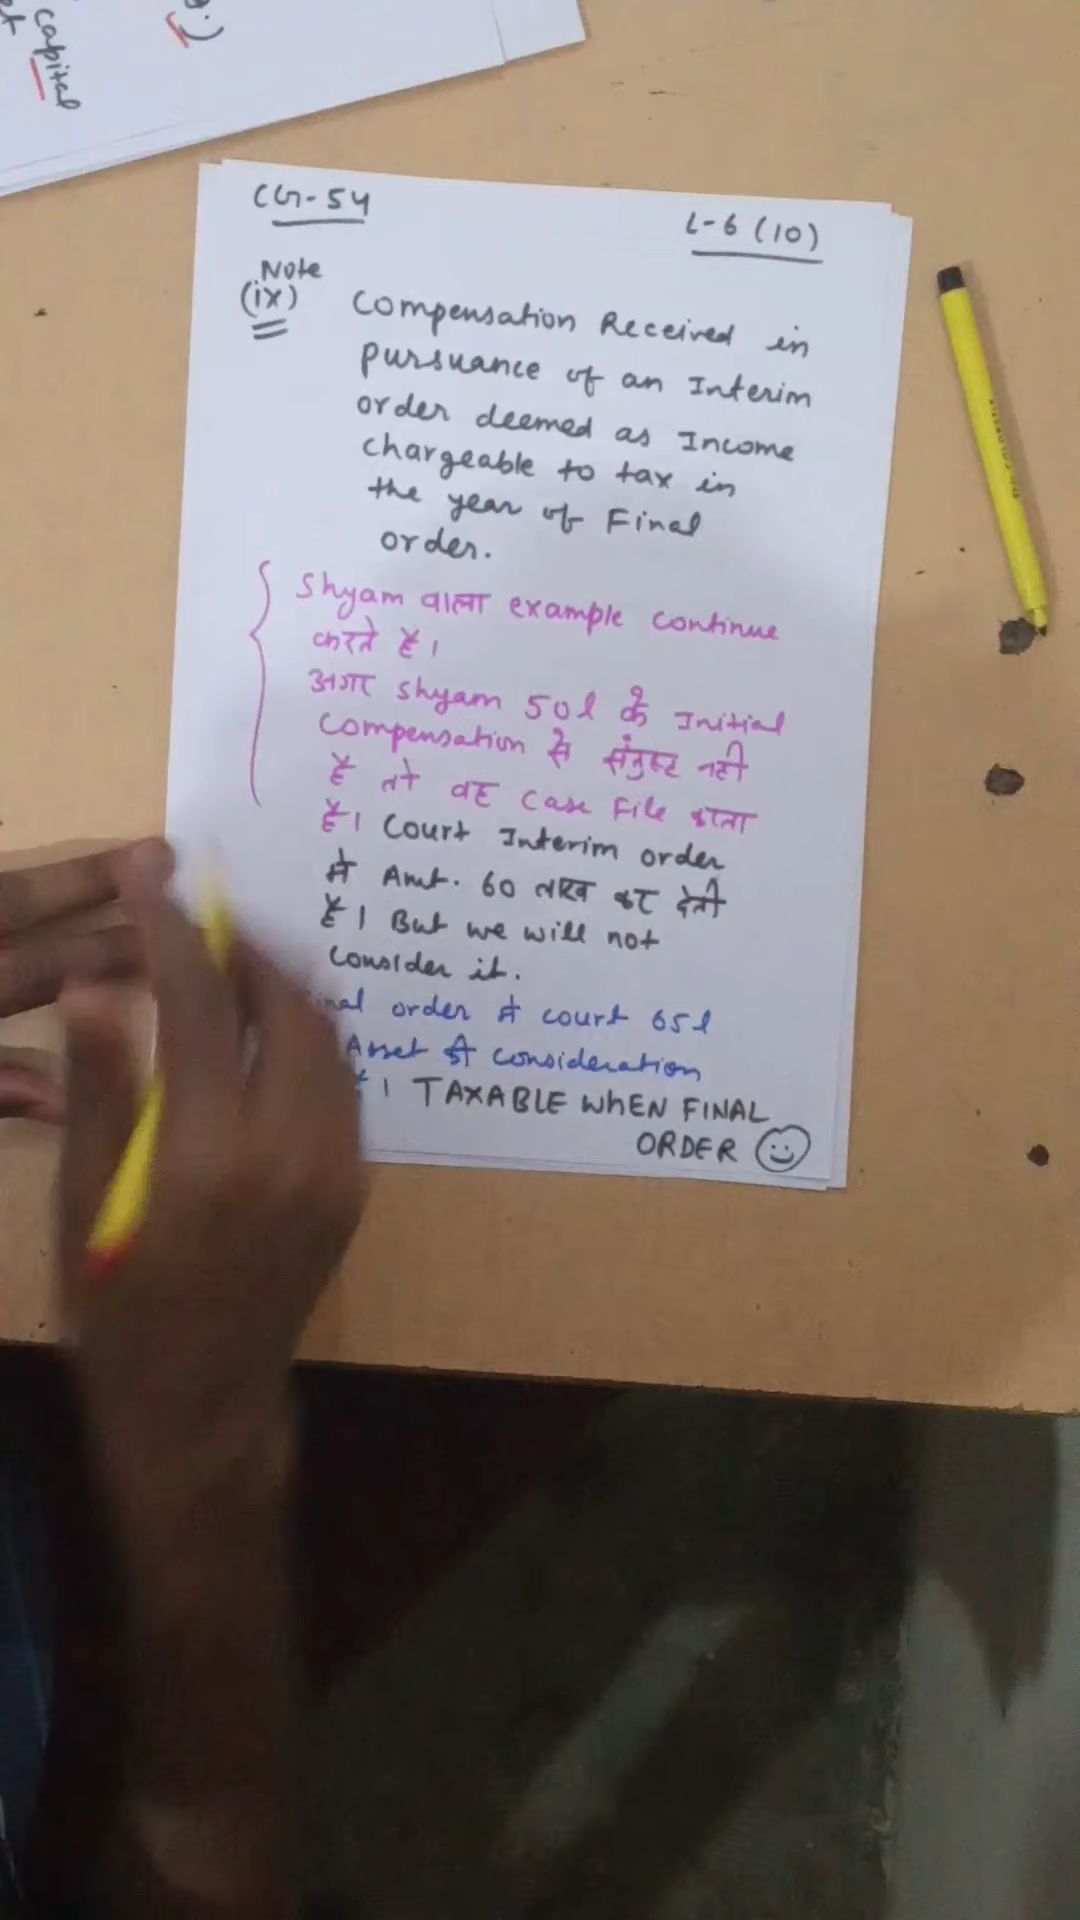 capital
CG-54
L-6 (10)
Note
(ix) Compensation Received in
pursuance of an Interim
order deemed as Income
chargeable to tax in
the year of Final
order.
Shyam वाला example continue
करते है।
अगर Shyam 50l के Initial
Compensation से संतुष्ट नही
है तो वह Case File करता
है। Court Interim order
मे Amt. 60 लाख कर देती
है। But we will not
Consider it.
order मे court 65l
Asset की consideration
है। TAXABLE WHEN FINAL
ORDER